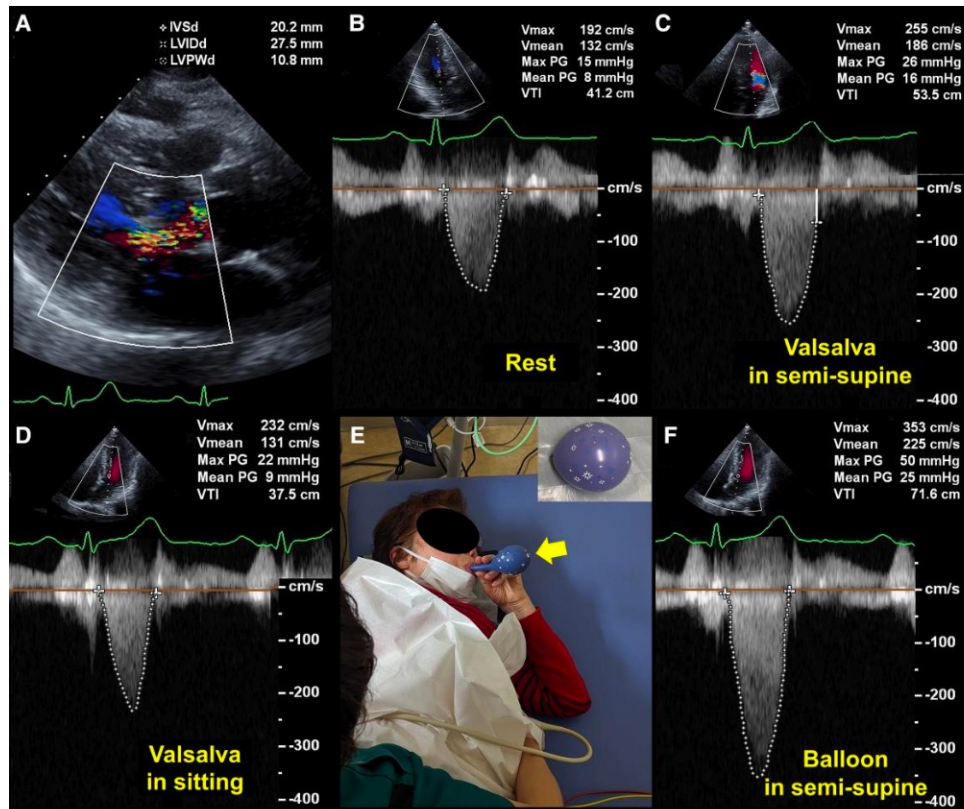 A
IVSd 20.2 mm
LVIDd 27.5 mm
LVPWd 10.8 mm
B
Vmax 192 cm/s
Vmean 132 cm/s
Max PG 15 mmHg
Mean PG 8 mmHg
VTI 41.2 cm
cm/s
-100
-200
-300
-400
Rest
C
Vmax 255 cm/s
Vmean 186 cm/s
Max PG 26 mmHg
Mean PG 16 mmHg
VTI 53.5 cm
cm/s
-100
-200
-300
-400
Valsalva
in semi-supine
D
Vmax 232 cm/s
Vmean 131 cm/s
Max PG 22 mmHg
Mean PG 9 mmHg
VTI 37.5 cm
cm/s
-100
-200
-300
-400
Valsalva
in sitting
E
F
Vmax 353 cm/s
Vmean 225 cm/s
Max PG 50 mmHg
Mean PG 25 mmHg
VTI 71.6 cm
cm/s
-100
-200
-300
-400
Balloon
in semi-supine